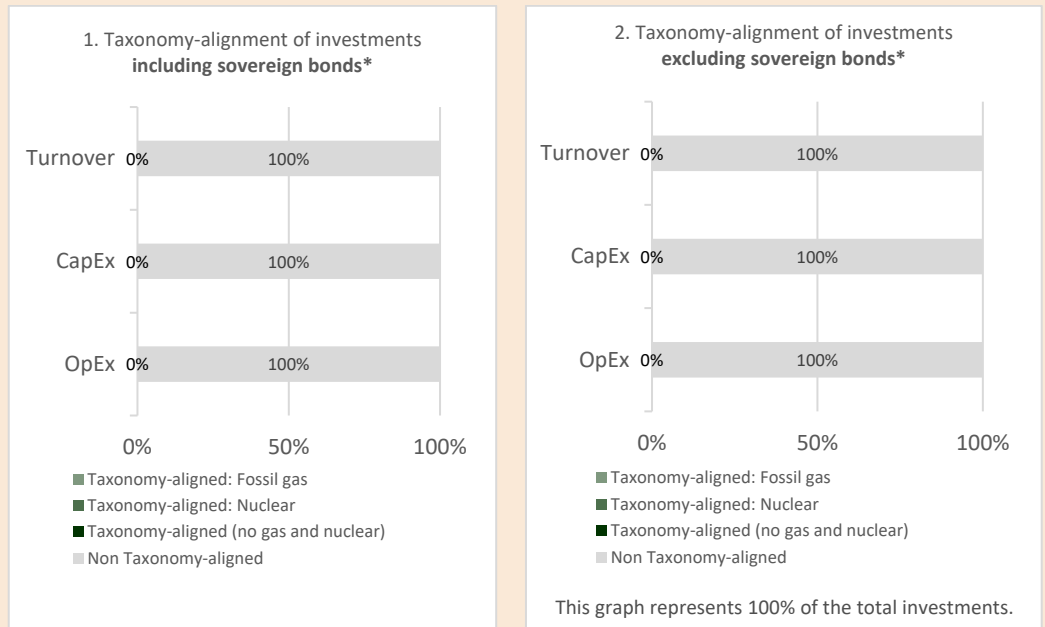 1. Taxonomy-alignment of investments
including sovereign bonds*
Turnover 0% 100%
CapEx 0% 100%
OpEx 0% 100%
0% 50% 100%
Taxonomy-aligned: Fossil gas
Taxonomy-aligned: Nuclear
Taxonomy-aligned (no gas and nuclear)
Non Taxonomy-aligned
2. Taxonomy-alignment of investments
excluding sovereign bonds*
Turnover 0% 100%
CapEx 0% 100%
OpEx 0% 100%
0% 50% 100%
Taxonomy-aligned: Fossil gas
Taxonomy-aligned: Nuclear
Taxonomy-aligned (no gas and nuclear)
Non Taxonomy-aligned
This graph represents 100% of the total investments.